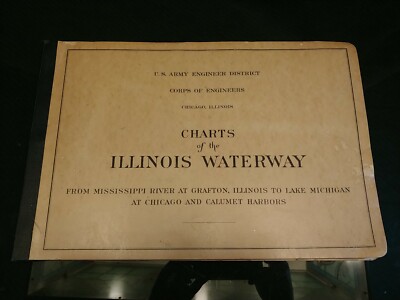 U. S. ARMY ENGINEER DISTRICT
CORPS OF ENGINEERS
CHICAGO, ILLINOIS
CHARTS
of the
ILLINOIS WATERWAY
FROM MISSISSIPPI RIVER AT GRAFTON, ILLINOIS TO LAKE MICHIGAN
AT CHICAGO AND CALUMET HARBORS